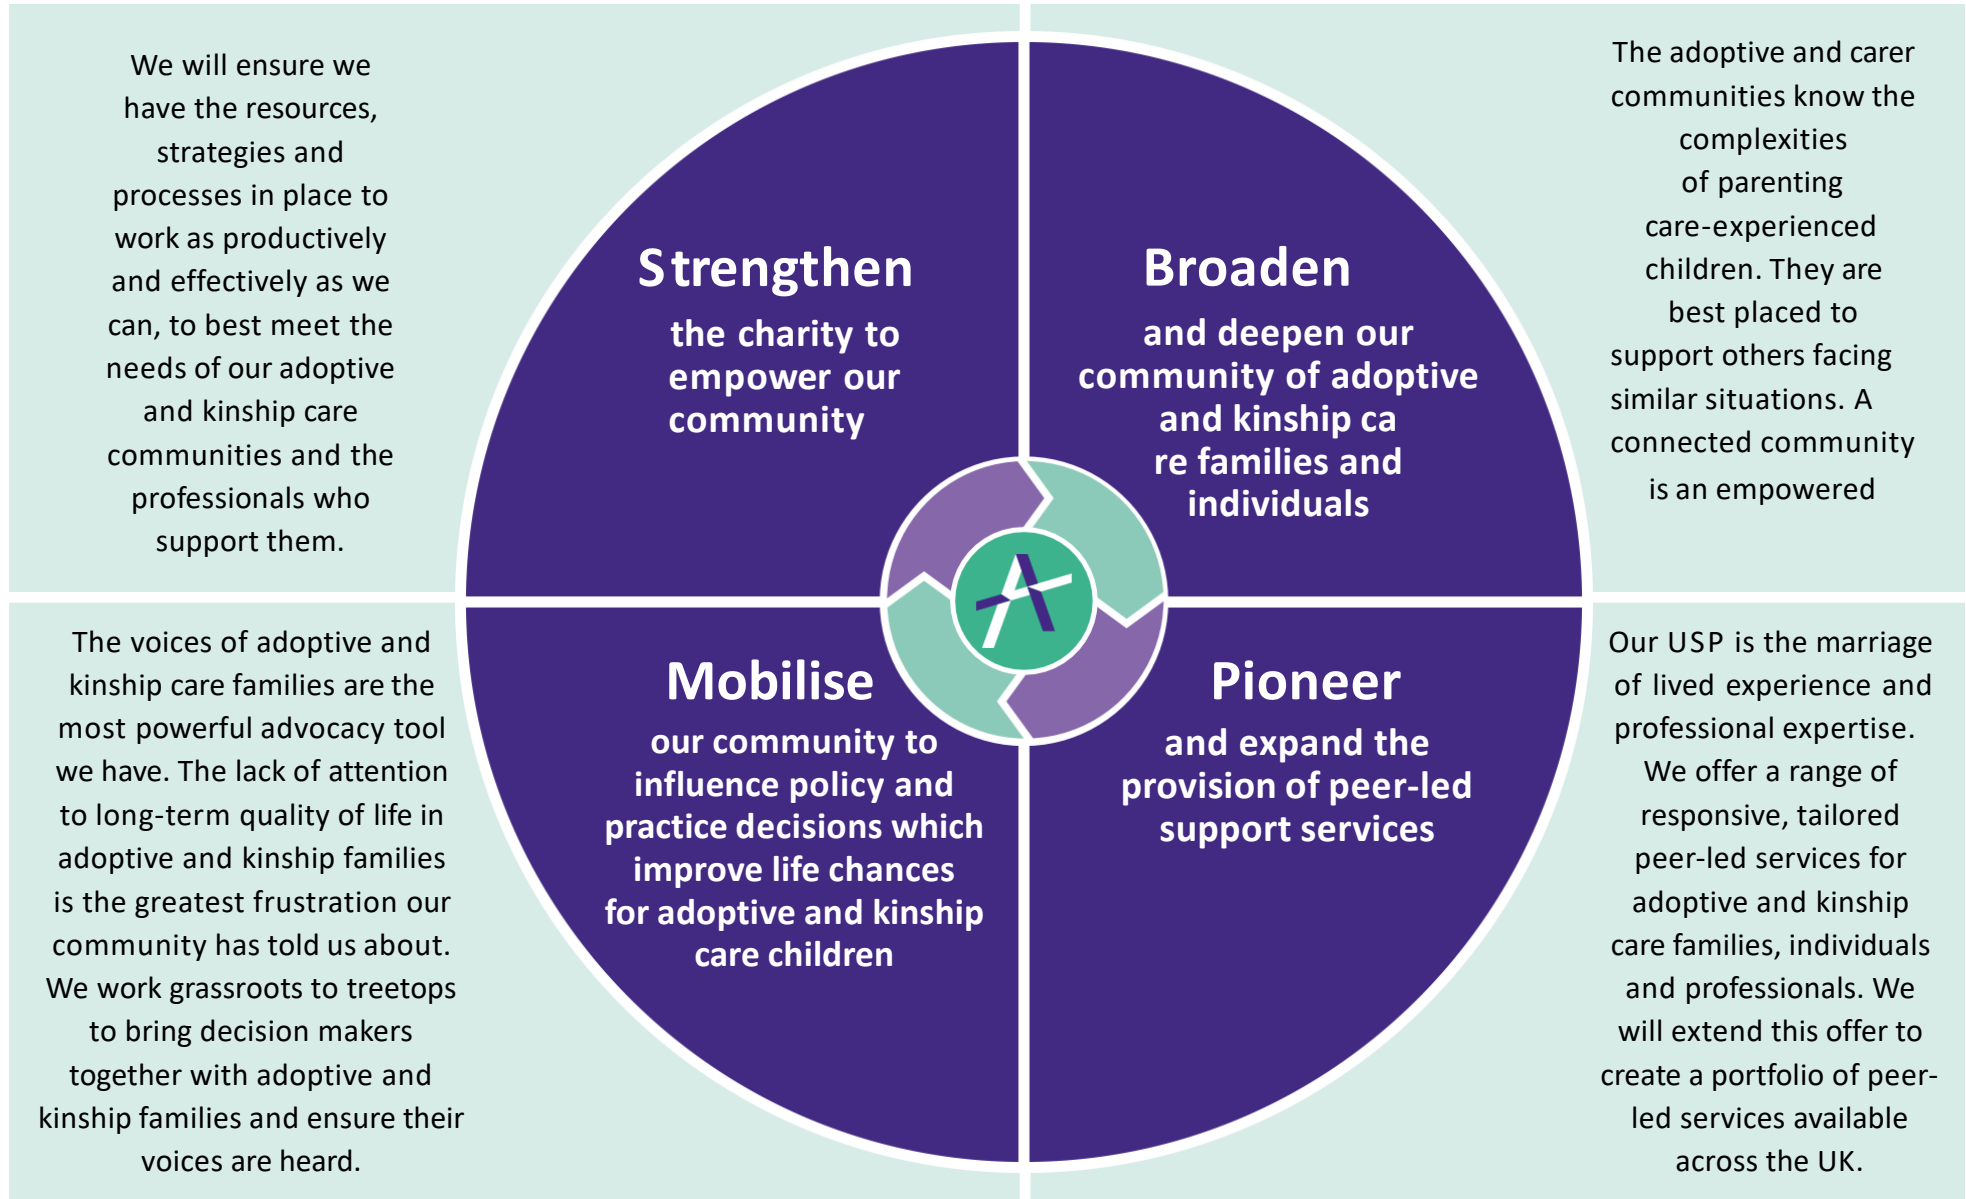 We will ensure we
have the resources,
strategies and
processes in place to
work as productively
and effectively as we
can, to best meet the
needs of our adoptive
and kinship care
communities and the
professionals who
support them.
Strengthen
the charity to
empower our
community
Broaden
and deepen our
community of adoptive
and kinship ca
re families and
individuals
The adoptive and carer
communities know the
complexities
of parenting
care-experienced
children. They are
best placed to
support others facing
similar situations. A
connected community
is an empowered
The voices of adoptive and
kinship care families are the
most powerful advocacy tool
we have. The lack of attention
to long-term quality of life in
adoptive and kinship families
is the greatest frustration our
community has told us about.
We work grassroots to treetops
to bring decision makers
together with adoptive and
kinship families and ensure their
voices are heard.
Mobilise
our community to
influence policy and
practice decisions which
improve life chances
for adoptive and kinship
care children
Pioneer
and expand the
provision of peer-led
support services
Our USP is the marriage
of lived experience and
professional expertise.
We offer a range of
responsive, tailored
peer-led services for
adoptive and kinship
care families, individuals
and professionals. We
will extend this offer to
create a portfolio of peer-
led services available
across the UK.